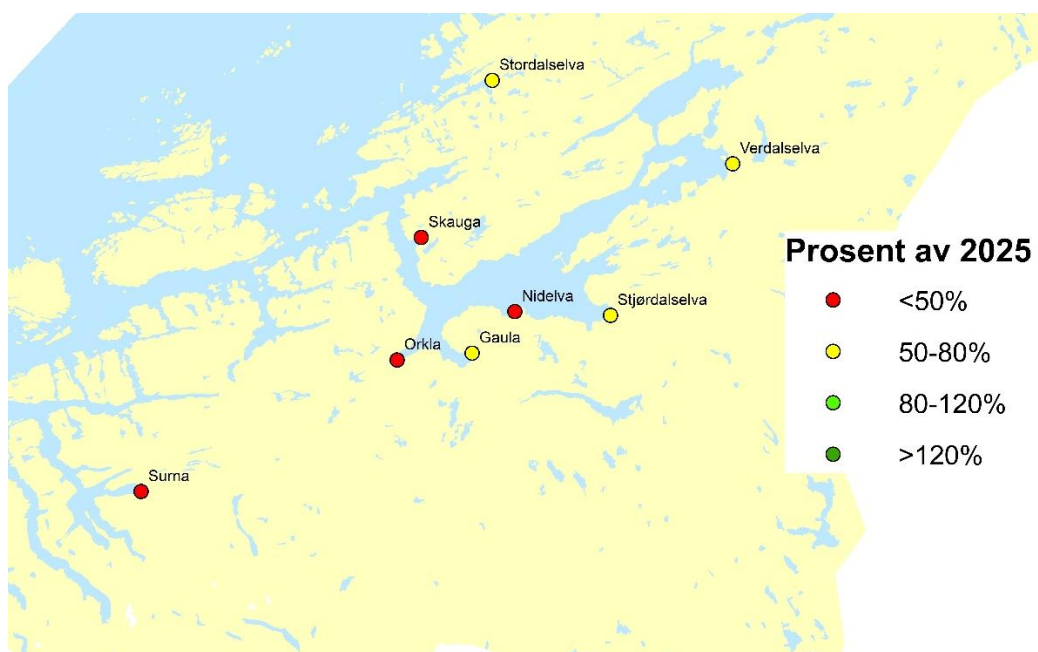 Stordalselva
Verdalselva
Skauga
Nidelva
Stjørdalselva
Gaula
Orkla
Surna
Prosent av 2025
<50%
50-80%
80-120%
>120%